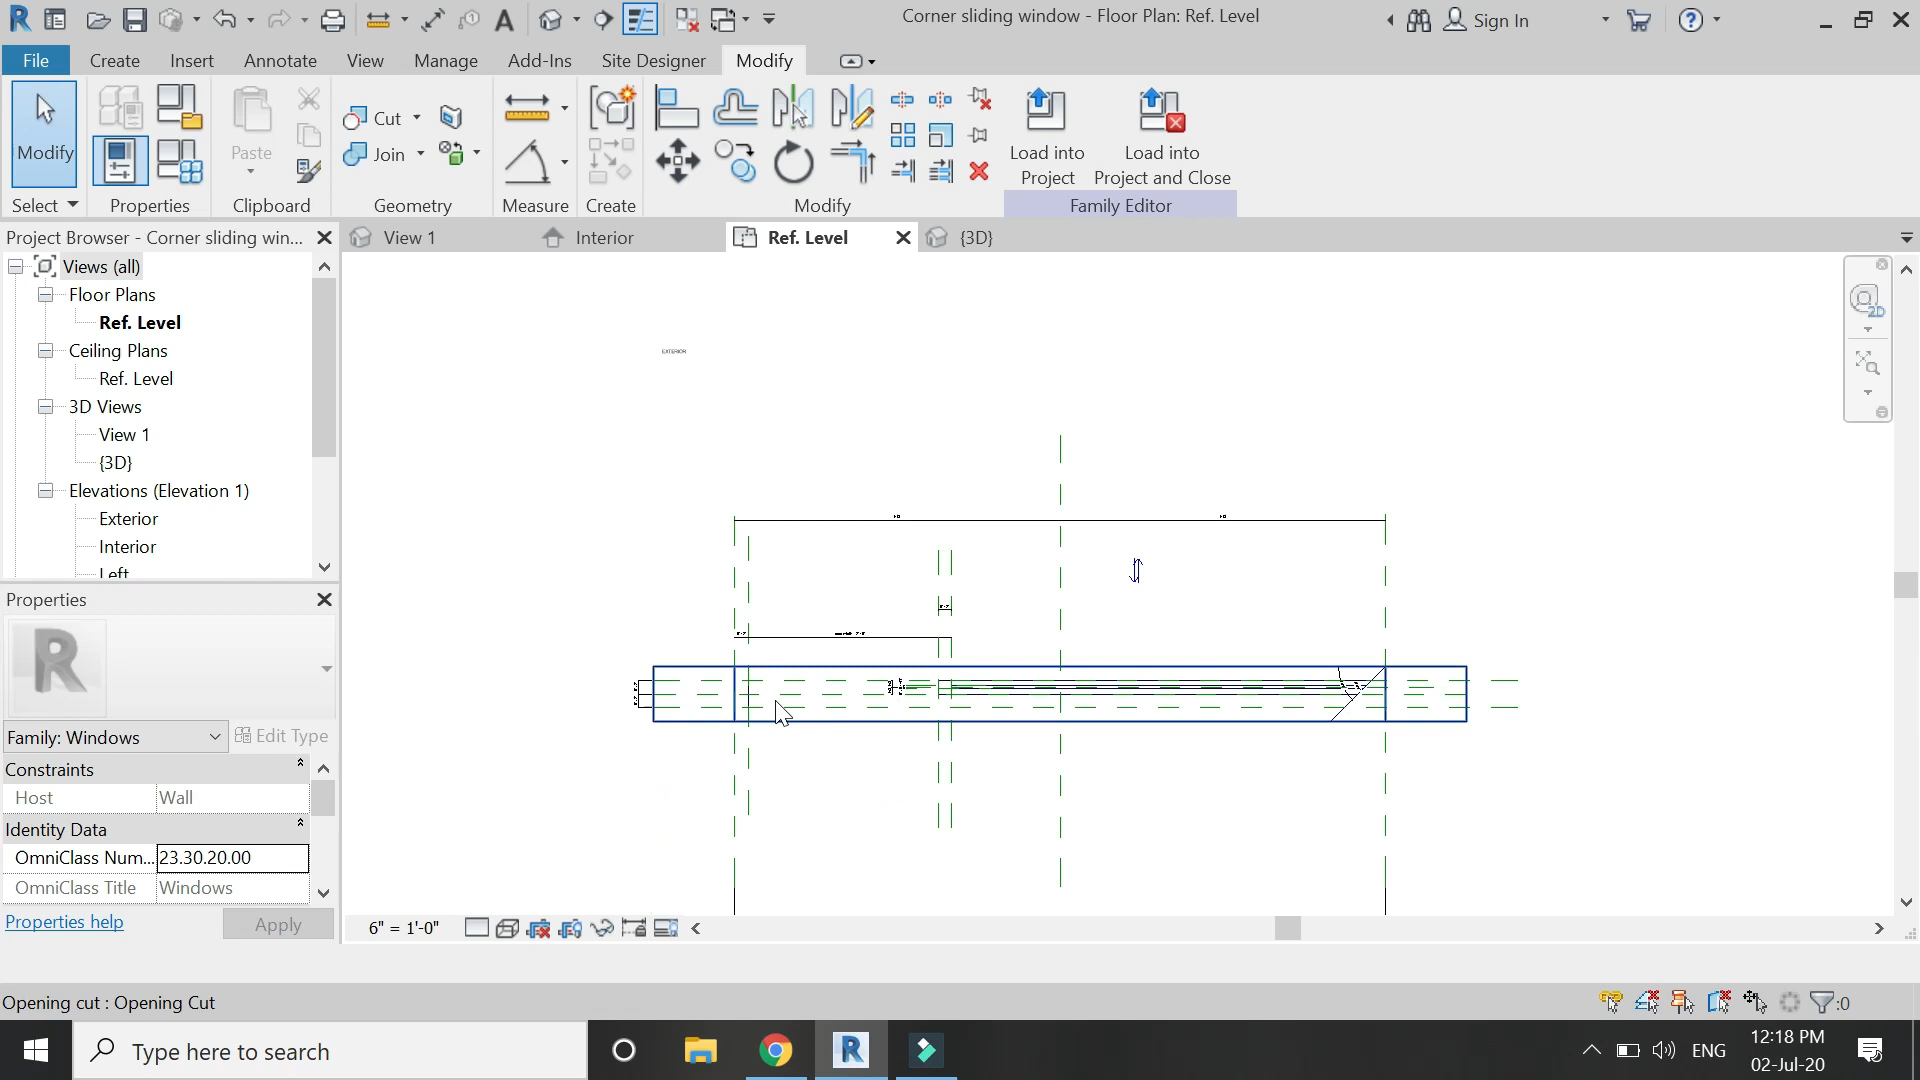 Corner sliding window - Floor Plan: Ref. Level
Sign In
File
Create
Insert
Annotate
View
Manage
Add-Ins
Site Designer
Modify
Modify
Paste
Cut
Join
Load into Project
Load into Project and Close
Select
Properties
Clipboard
Geometry
Measure
Create
Modify
Family Editor
Project Browser - Corner sliding win...
View 1
Interior
Ref. Level
{3D}
Views (all)
Floor Plans
Ref. Level
Ceiling Plans
Ref. Level
3D Views
View 1
{3D}
Elevations (Elevation 1)
Exterior
Interior
Left
EXTERIOR
2D
Properties
Family: Windows
Edit Type
Constraints
Host Wall
Identity Data
OmniClass Num... 23.30.20.00
OmniClass Title Windows
Properties help
Apply
6" = 1'-0"
Opening cut : Opening Cut
:0
Type here to search
ENG
12:18 PM
02-Jul-20